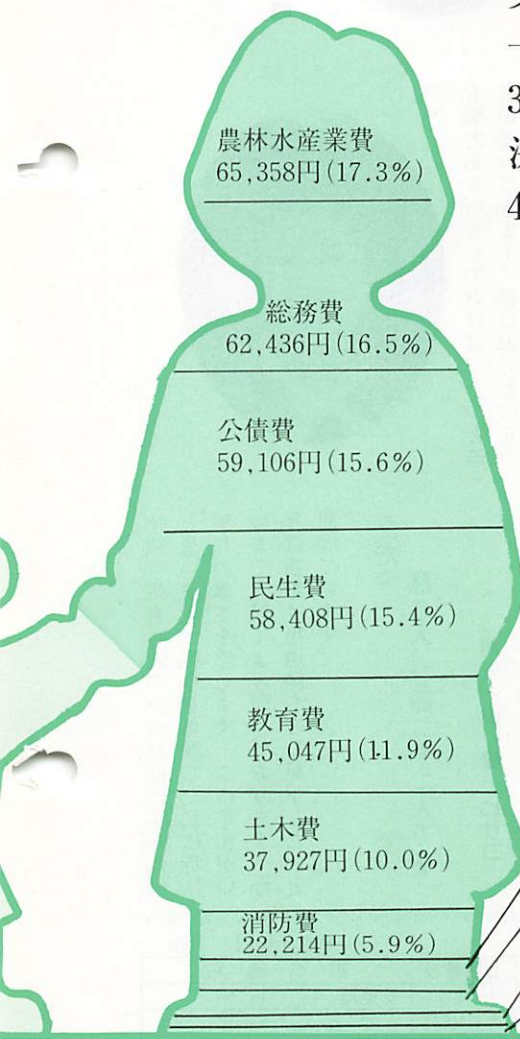 農林水産業費
65,358円(17.3%)
総務費
62,436円(16.5%)
公債費
59,106円(15.6%)
民生費
58,408円(15.4%)
教育費
45,047円(11.9%)
土木費
37,927円(10.0%)
消防費
22,214円(5.9%)
3
4